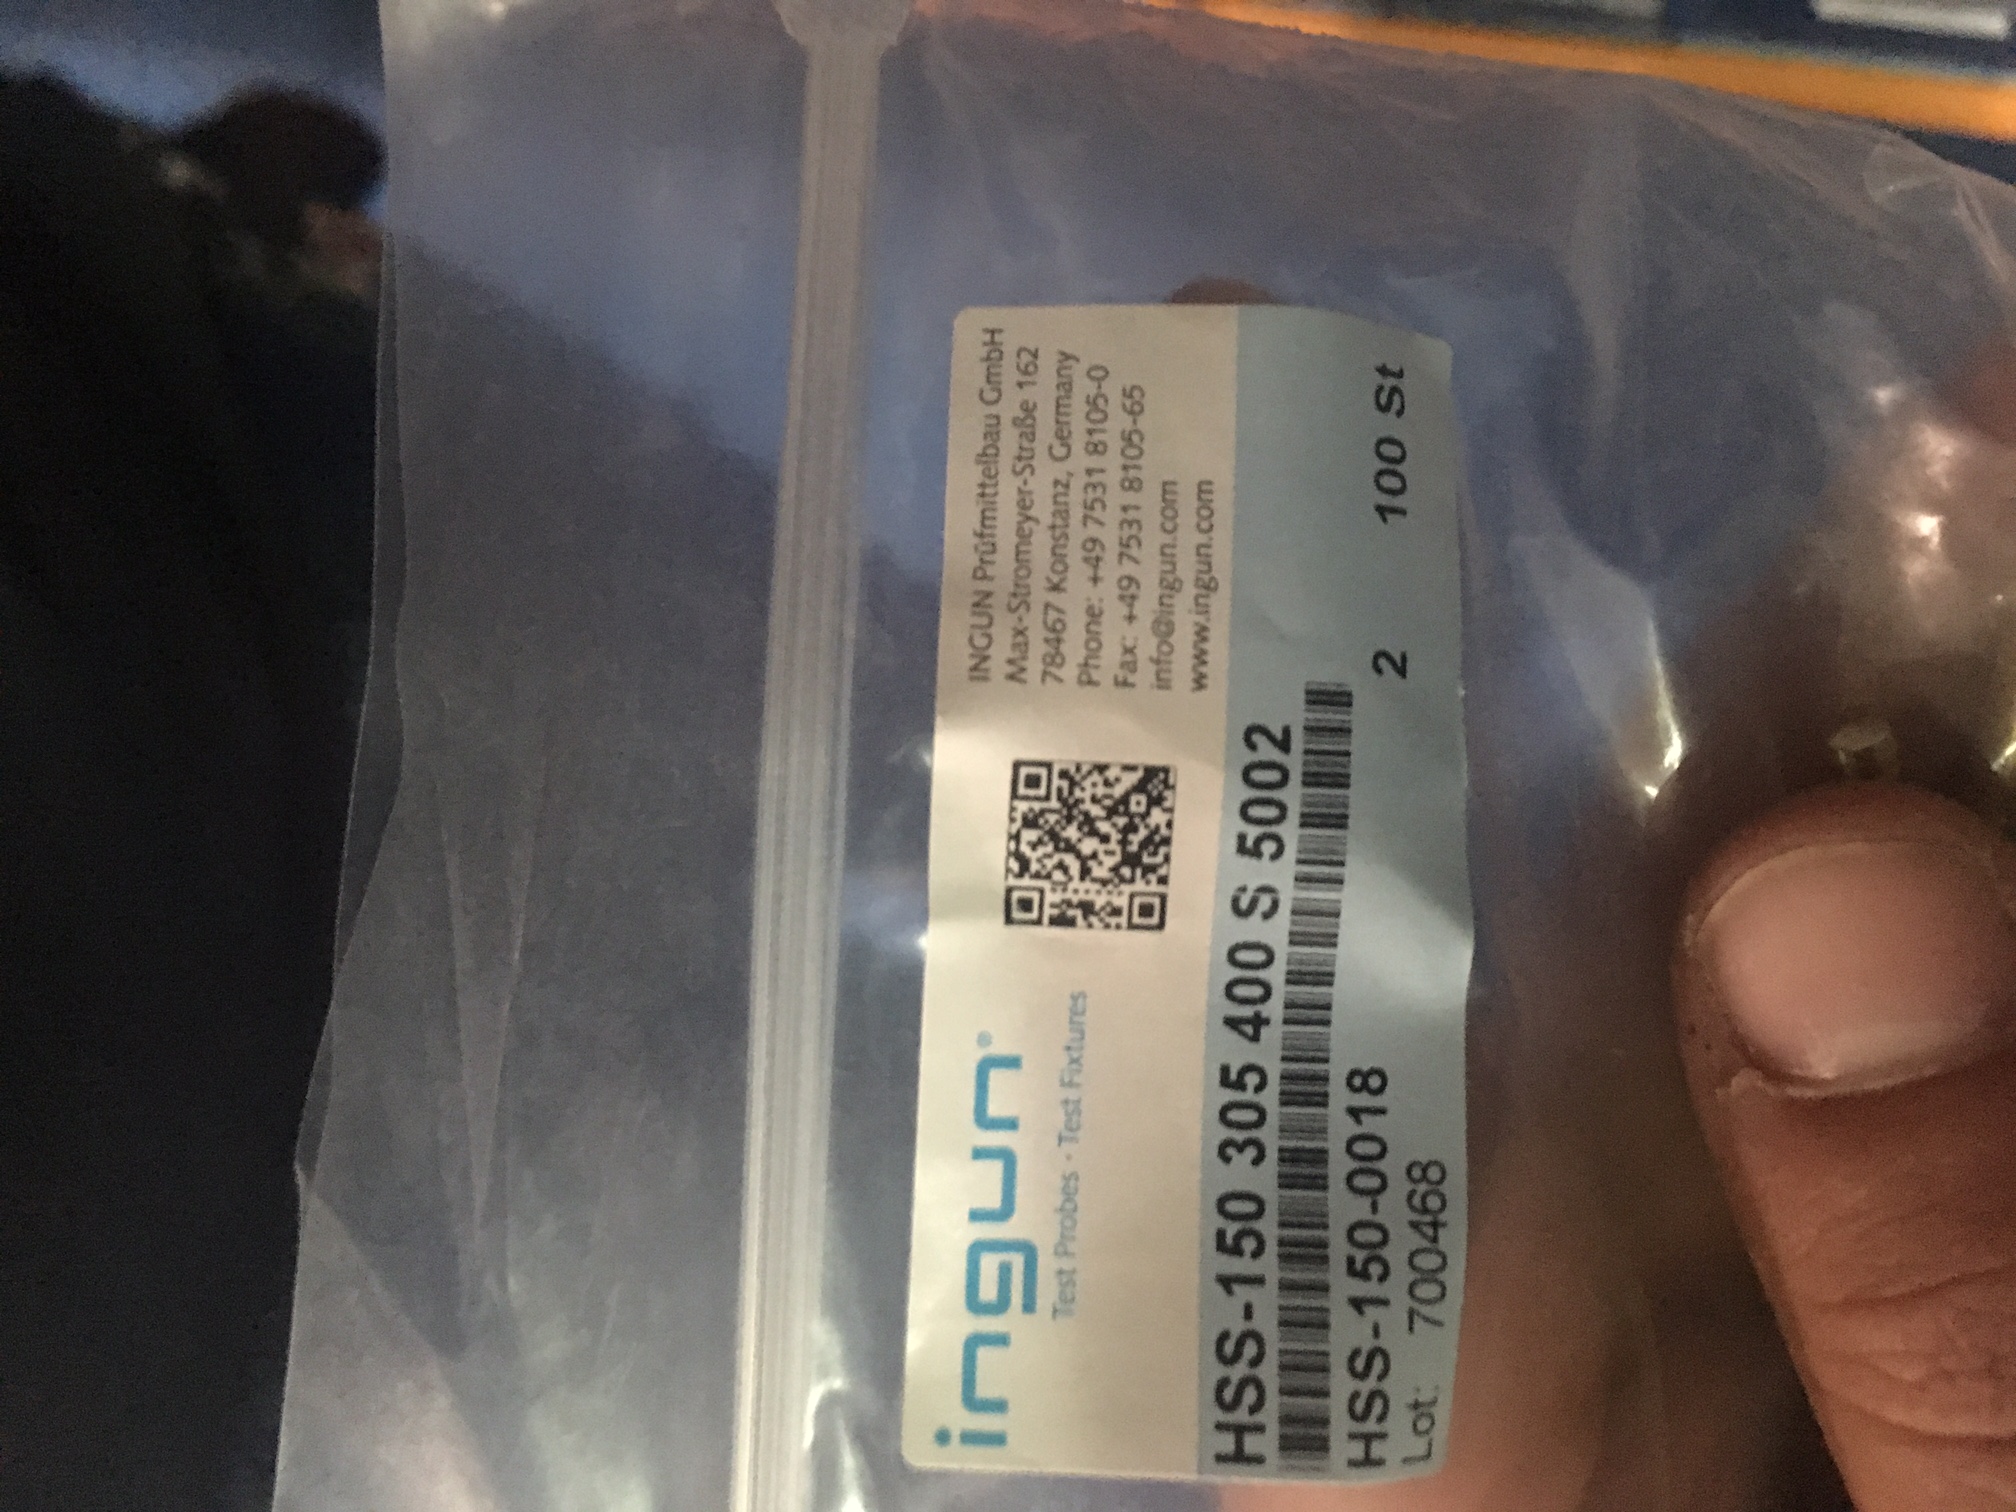 ingun®
Test Probes · Test Fixtures
INGUN Prüfmittelbau GmbH
Max-Stromeyer-Straße 162
78467 Konstanz, Germany
Phone: +49 7531 8105-0
Fax: +49 7531 8105-65
info@ingun.com
www.ingun.com
HSS-150 305 400 S 5002
HSS-150-0018 2 100 St
Lot: 700468